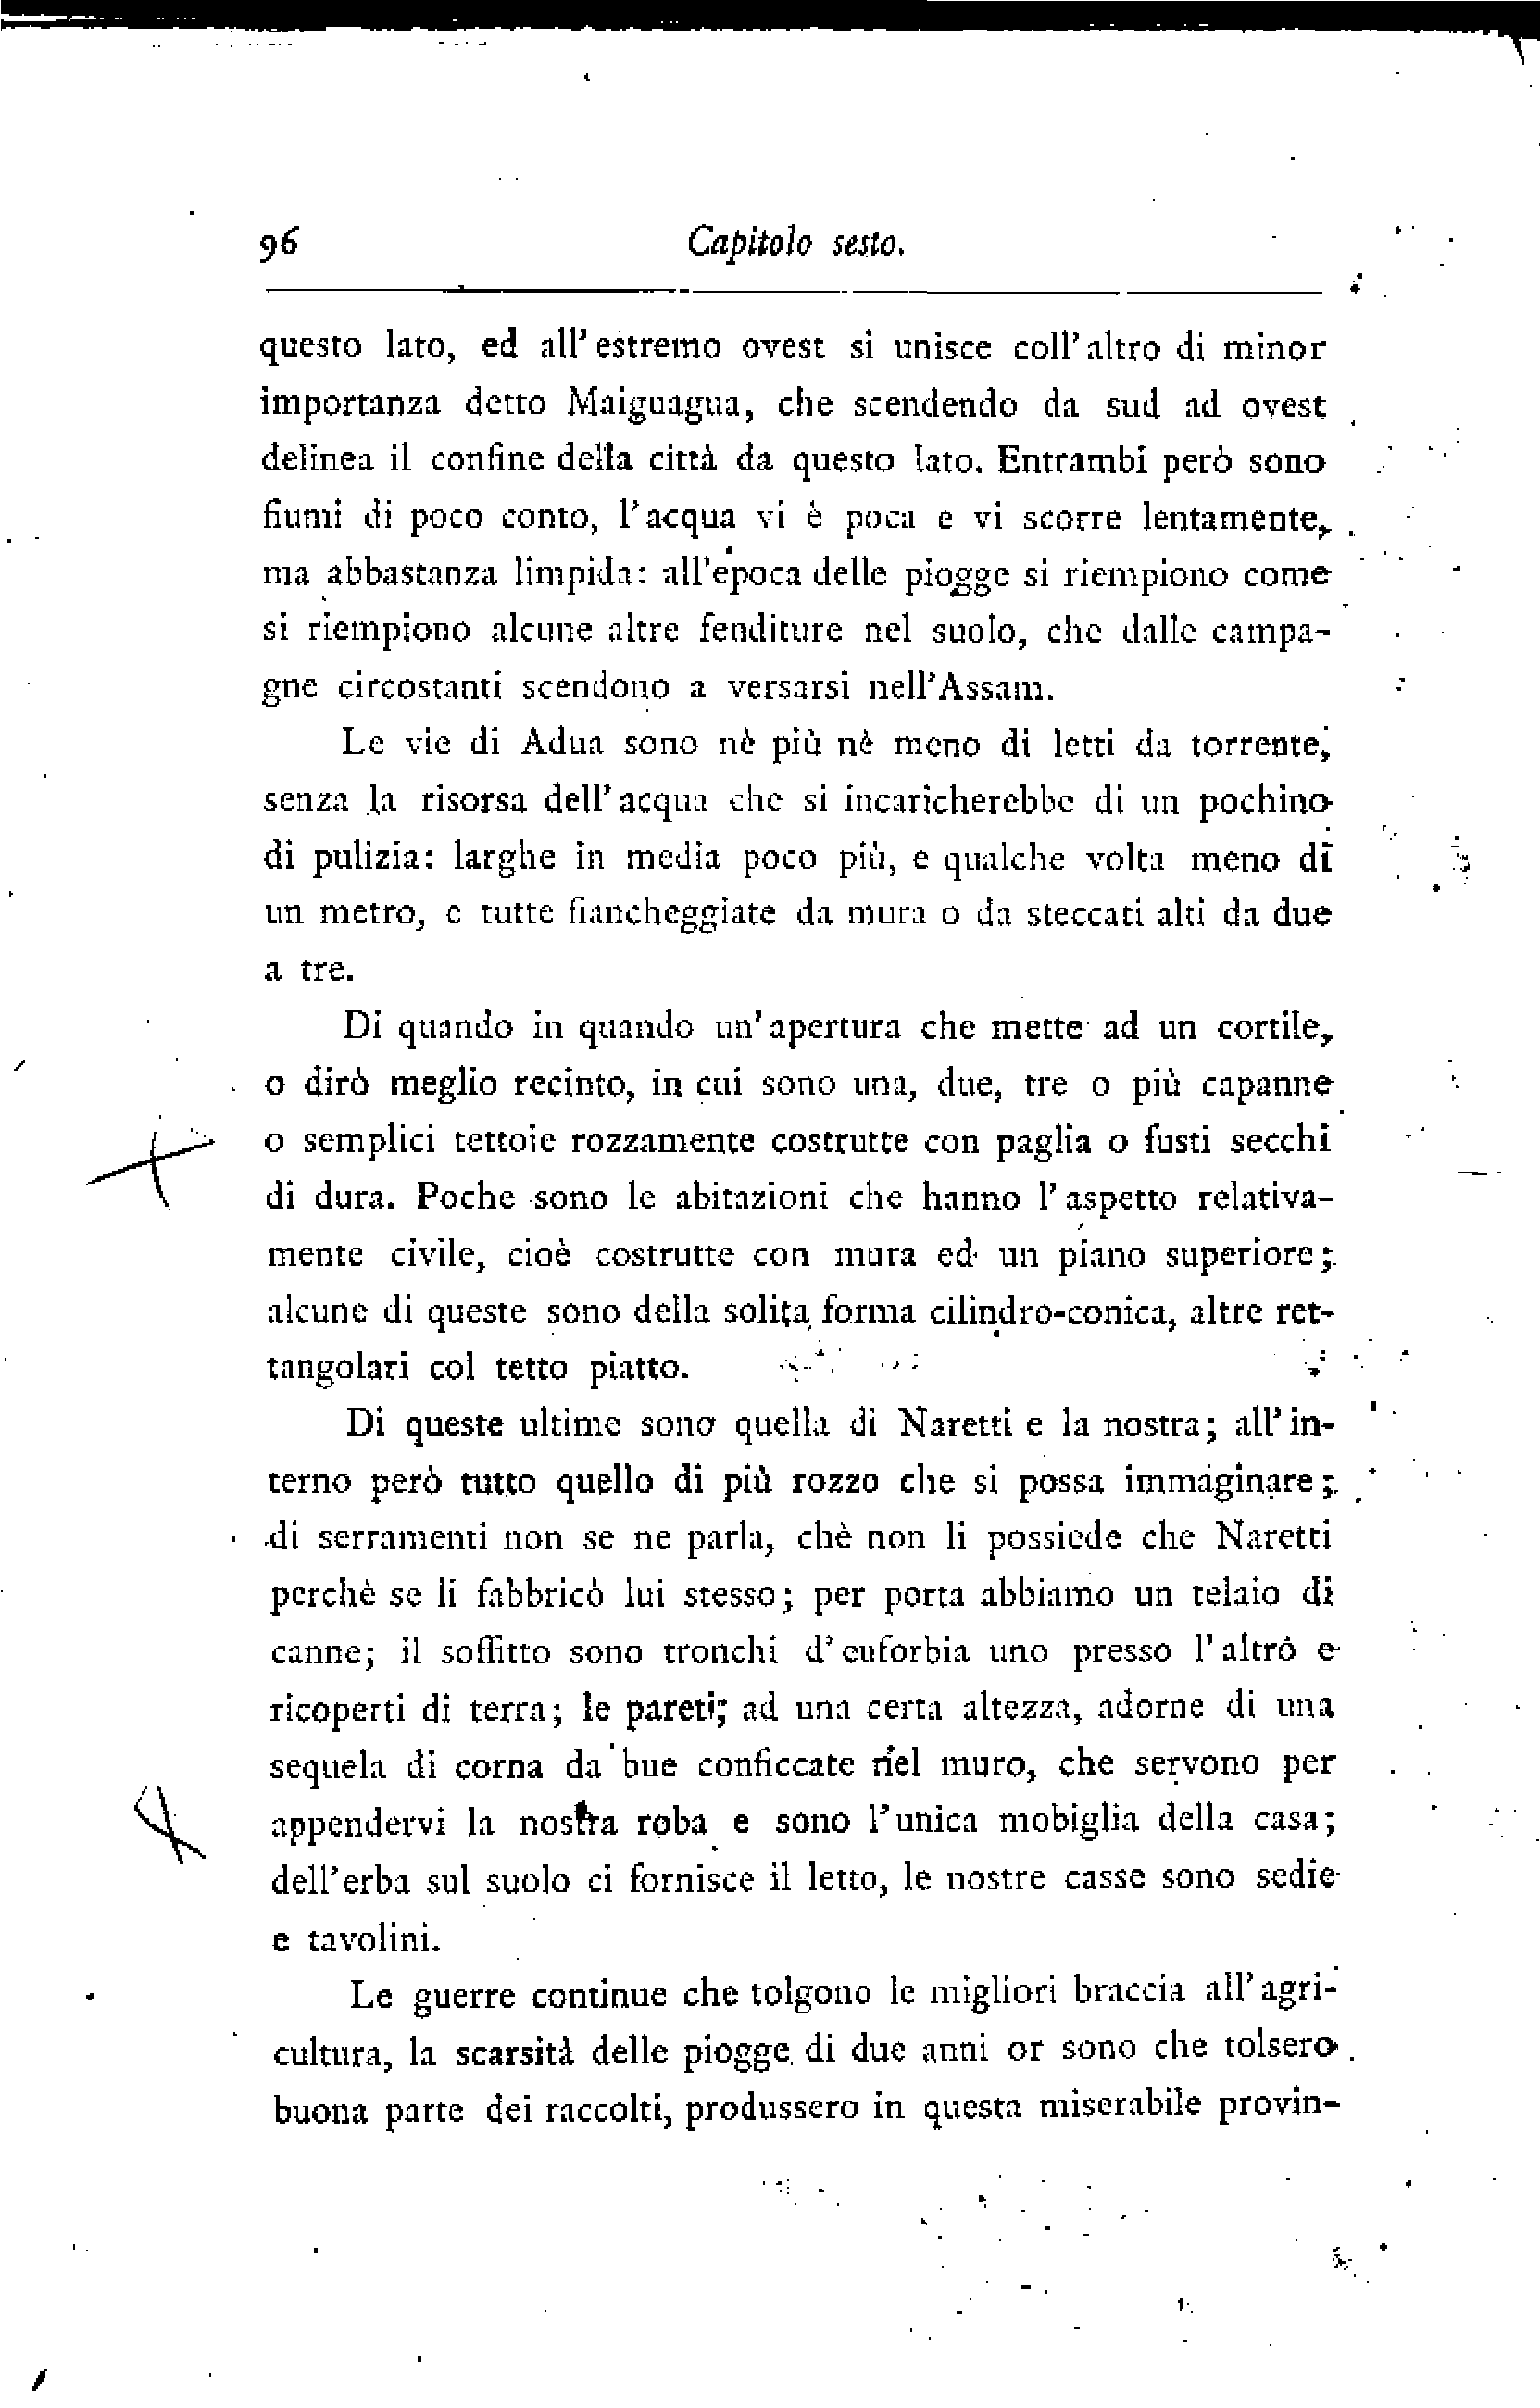 96
Capitolo sesto.
questo lato, ed all'estremo ovest si unisce coll'altro di minor
importanza detto Maiguagua, che scendendo da sud ad ovest
delinea il confine della città da questo lato. Entrambi però sono
fiumi di poco conto, l'acqua vi è poca e vi scorre lentamente,
ma abbastanza limpida: all'epoca delle piogge si riempiono come
si riempiono alcune altre fenditure nel suolo, che dalle campa-
gne circostanti scendono a versarsi nell'Assam.
Le vie di Adua sono nè più nè meno di letti da torrente,
senza la risorsa dell'acqua che si incaricherebbe di un pochino
di pulizia: larghe in media poco più, e qualche volta meno di
un metro, e tutte fiancheggiate da mura o da steccati alti da due
a tre.
Di quando in quando un'apertura che mette ad un cortile,
o dirò meglio recinto, in cui sono una, due, tre o più capanne
o semplici tettoie rozzamente costrutte con paglia o fusti secchi
di dura. Poche sono le abitazioni che hanno l'aspetto relativa-
mente civile, cioè costrutte con mura ed un piano superiore;
alcune di queste sono della solita forma cilindro-conica, altre ret-
tangolari col tetto piatto.
Di queste ultime sono quella di Naretti e la nostra; all'in-
terno però tutto quello di più rozzo che si possa immaginare;
di serramenti non se ne parla, chè non li possiede che Naretti
perchè se li fabbricò lui stesso; per porta abbiamo un telaio di
canne; il soffitto sono tronchi d'euforbia uno presso l'altro e
ricoperti di terra; le pareti, ad una certa altezza, adorne di una
sequela di corna da bue conficcate nel muro, che servono per
appendervi la nostra roba e sono l'unica mobiglia della casa;
dell'erba sul suolo ci fornisce il letto, le nostre casse sono sedie
e tavolini.
Le guerre continue che tolgono le migliori braccia all'agri-
cultura, la scarsità delle piogge di due anni or sono che tolsero
buona parte dei raccolti, produssero in questa miserabile provin-